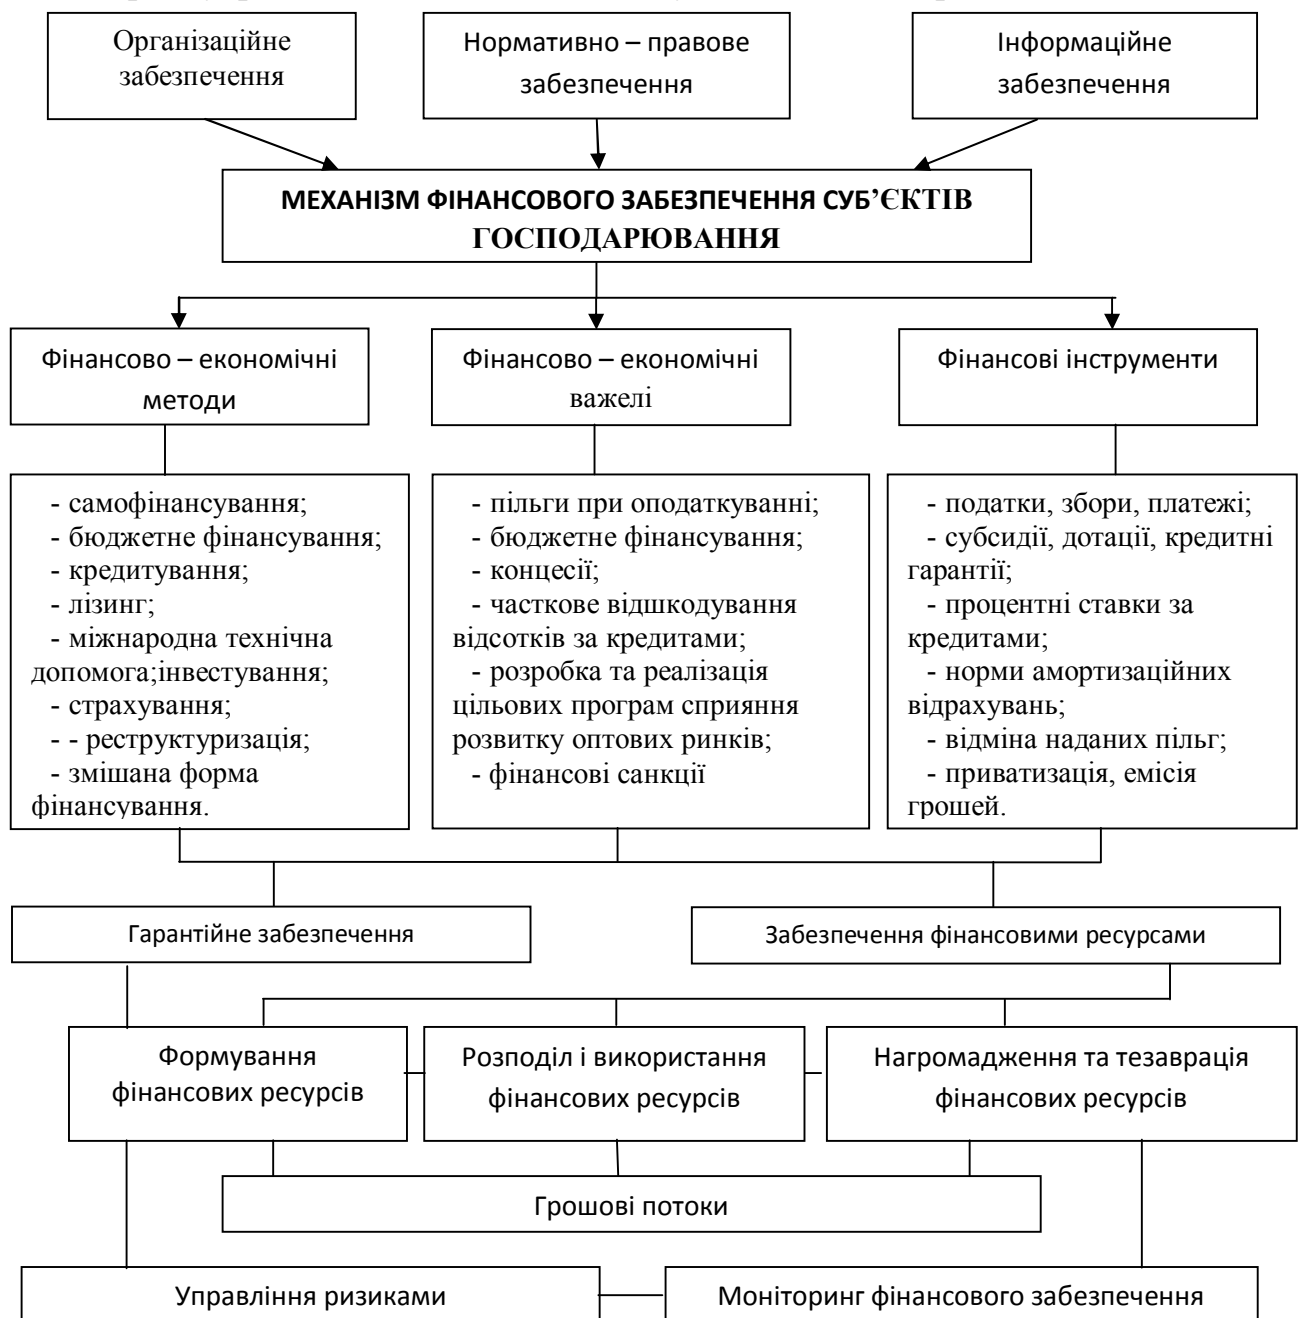 Організаційне
забезпечення
Нормативно – правове
забезпечення
Інформаційне
забезпечення
МЕХАНІЗМ ФІНАНСОВОГО ЗАБЕЗПЕЧЕННЯ СУБ’ЄКТІВ
ГОСПОДАРЮВАННЯ
Фінансово – економічні
методи
Фінансово – економічні
важелі
Фінансові інструменти
- самофінансування;
- бюджетне фінансування;
- кредитування;
- лізинг;
- міжнародна технічна
допомога;інвестування;
- страхування;
- - реструктуризація;
- змішана форма
фінансування.
- пільги при оподаткуванні;
- бюджетне фінансування;
- концесії;
- часткове відшкодування
відсотків за кредитами;
- розробка та реалізація
цільових програм сприяння
розвитку оптових ринків;
- фінансові санкції
- податки, збори, платежі;
- субсидії, дотації, кредитні
гарантії;
- процентні ставки за
кредитами;
- норми амортизаційних
відрахувань;
- відміна наданих пільг;
- приватизація, емісія
грошей.
Гарантійне забезпечення
Забезпечення фінансовими ресурсами
Формування
фінансових ресурсів
Розподіл і використання
фінансових ресурсів
Нагромадження та тезаврація
фінансових ресурсів
Грошові потоки
Управління ризиками
Моніторинг фінансового забезпечення